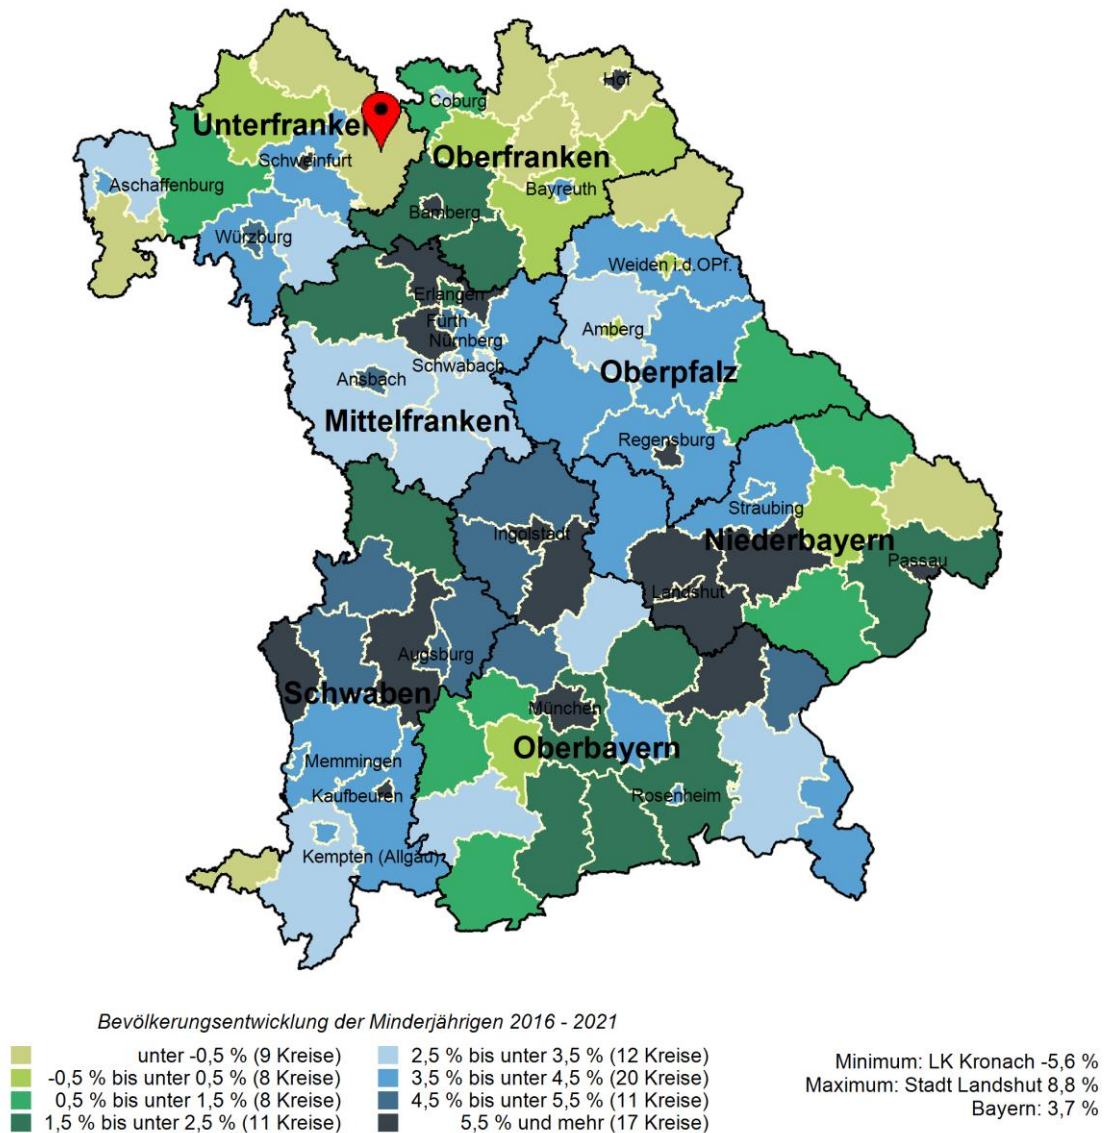 Hof
Coburg
Unterfranken
Oberfranken
Schweinfurt
Aschaffenburg
Bayreuth
Bamberg
Würzburg
Weiden i.d.OPf.
Erlangen
Fürth
Amberg
Nürnberg
Schwabach
Oberpfalz
Ansbach
Mittelfranken
Regensburg
Straubing
Ingolstadt
Niederbayern
Passau
Landshut
Augsburg
Schwaben
München
Oberbayern
Memmingen
Kaufbeuren
Rosenheim
Kempten (Allgäu)
Bevölkerungsentwicklung der Minderjährigen 2016 - 2021
unter -0,5 % (9 Kreise)
-0,5 % bis unter 0,5 % (8 Kreise)
0,5 % bis unter 1,5 % (8 Kreise)
1,5 % bis unter 2,5 % (11 Kreise)
2,5 % bis unter 3,5 % (12 Kreise)
3,5 % bis unter 4,5 % (20 Kreise)
4,5 % bis unter 5,5 % (11 Kreise)
5,5 % und mehr (17 Kreise)
Minimum: LK Kronach -5,6 %
Maximum: Stadt Landshut 8,8 %
Bayern: 3,7 %